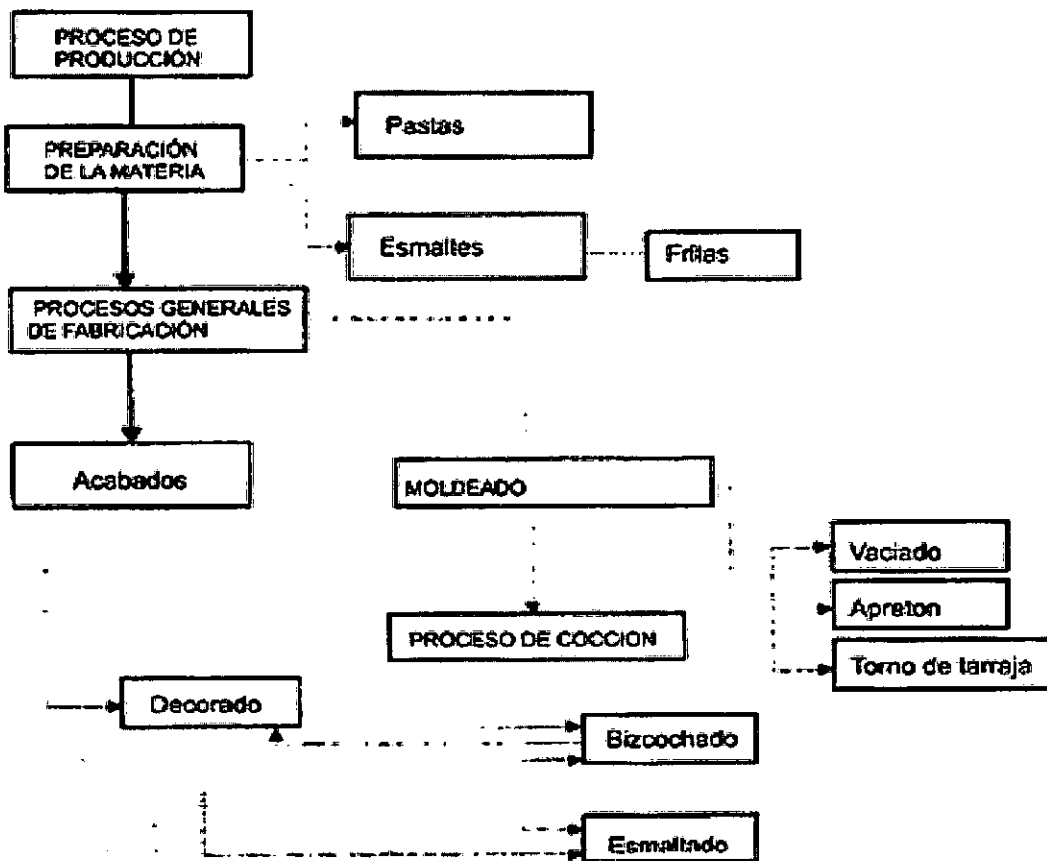 PROCESO DE
PRODUCCIÓN
PREPARACIÓN
DE LA MATERIA
Pastas
Esmaltes
Fritas
PROCESOS GENERALES
DE FABRICACIÓN
Acabados
MOLDEADO
Vaciado
Apreton
Torno de tarraja
PROCESO DE COCCION
Decorado
Bizcochado
Esmaltado